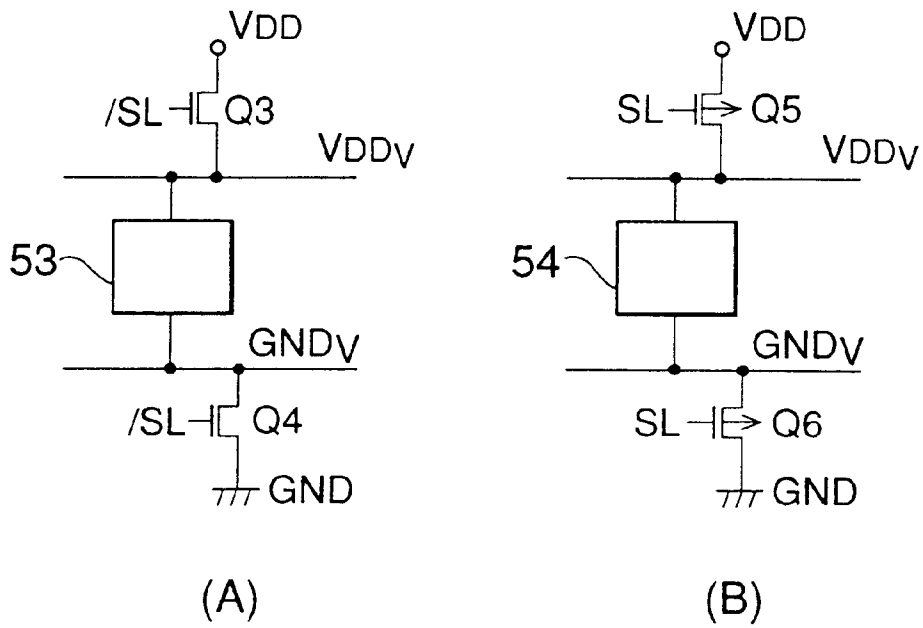 VDD
/SL Q3
VDDV
53
GNDV
/SL Q4
GND
(A)
VDD
SL Q5
VDDV
54
GNDV
SL Q6
GND
(B)